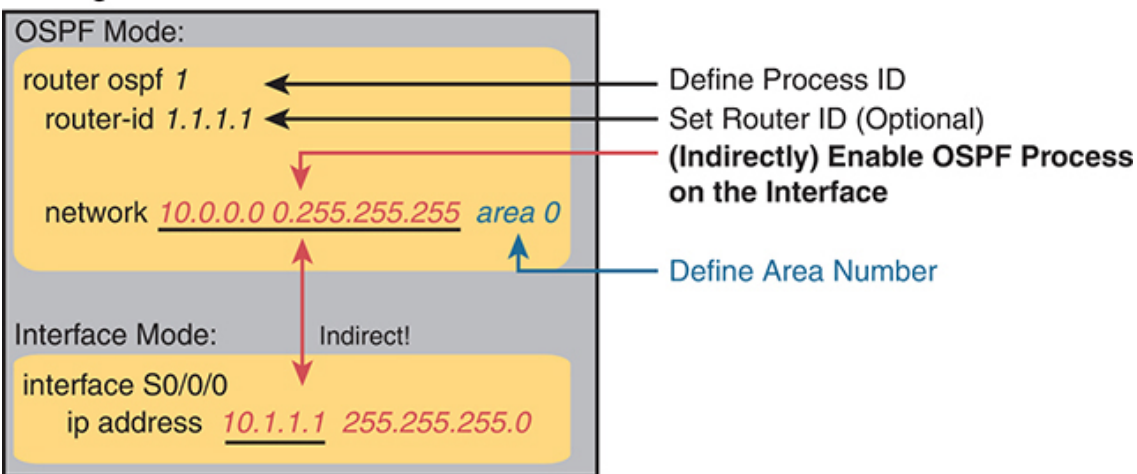 OSPF Mode:
router ospf 1
Define Process ID
router-id 1.1.1.1
Set Router ID (Optional)
(Indirectly) Enable OSPF Process
on the Interface
network 10.0.0.0 0.255.255.255 area 0
Define Area Number
Interface Mode:
Indirect!
interface S0/0/0
ip address 10.1.1.1 255.255.255.0